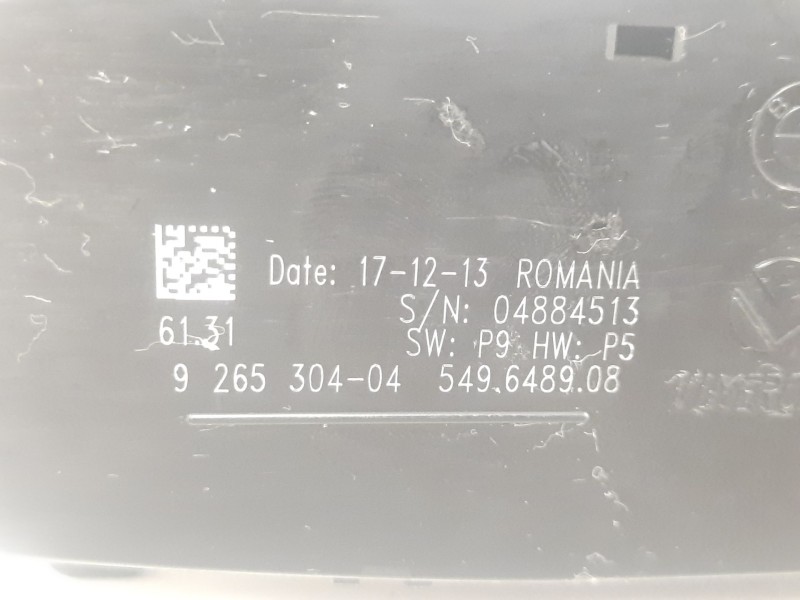 Date: 17-12-13 ROMANIA
S/N: 04884513
61.31
SW: P9 HW: P5
9 265 304-04 549.6489.08